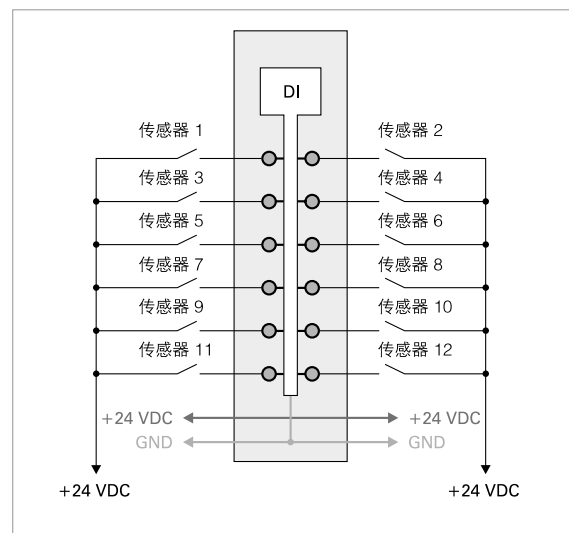 DI
传感器 1
传感器 2
传感器 3
传感器 4
传感器 5
传感器 6
传感器 7
传感器 8
传感器 9
传感器 10
传感器 11
传感器 12
+24 VDC
+24 VDC
GND
GND
+24 VDC
+24 VDC